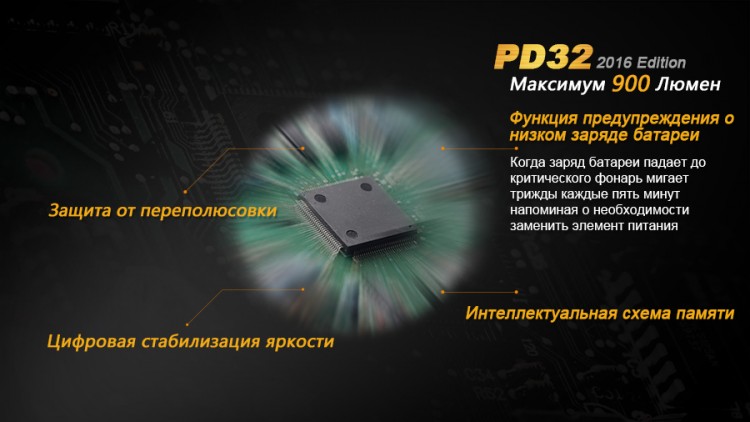 PD32 2016 Edition
Максимум 900 Люмен
Функция предупреждения о
низком заряде батареи
Когда заряд батареи падает до
критического фонарь мигает
трижды каждые пять минут
напоминая о необходимости
заменить элемент питания
Защита от переполюсовки
Интеллектуальная схема памяти
Цифровая стабилизация яркости